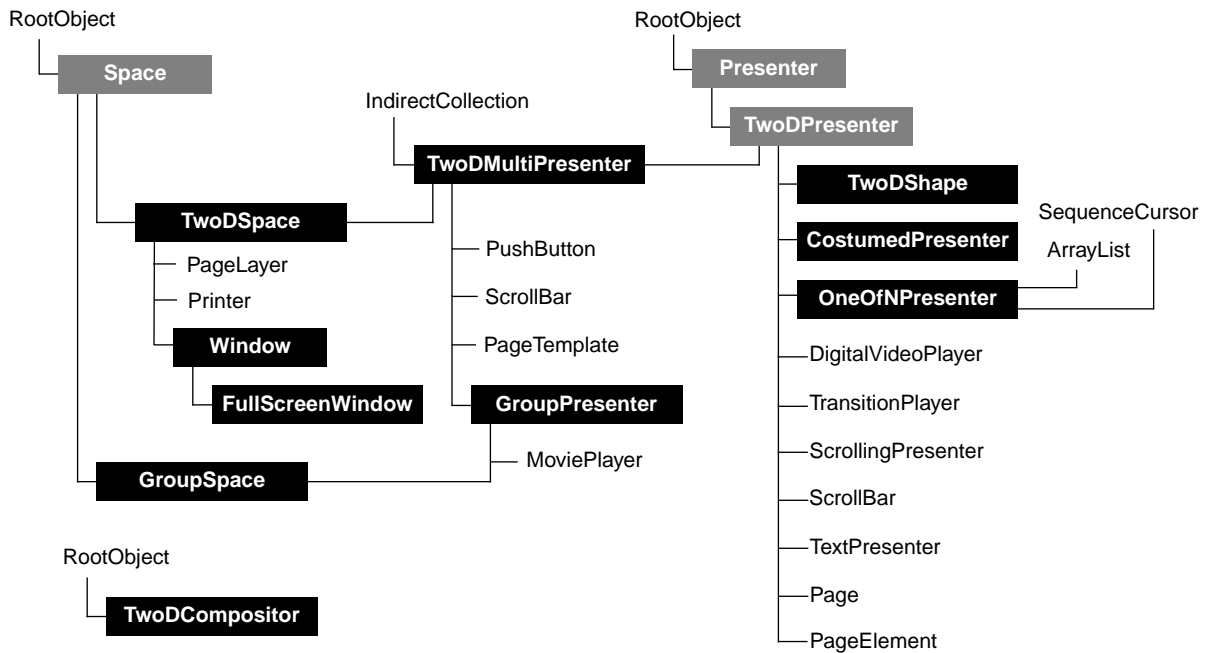 RootObject
Space
IndirectCollection
TwoDMultiPresenter
TwoDSpace
PageLayer
Printer
Window
FullScreenWindow
PushButton
ScrollBar
PageTemplate
GroupPresenter
MoviePlayer
GroupSpace
RootObject
TwoDCompositor
RootObject
Presenter
TwoDPresenter
TwoDShape
CostumedPresenter
OneOfNPresenter
SequenceCursor
ArrayList
DigitalVideoPlayer
TransitionPlayer
ScrollingPresenter
ScrollBar
TextPresenter
Page
PageElement